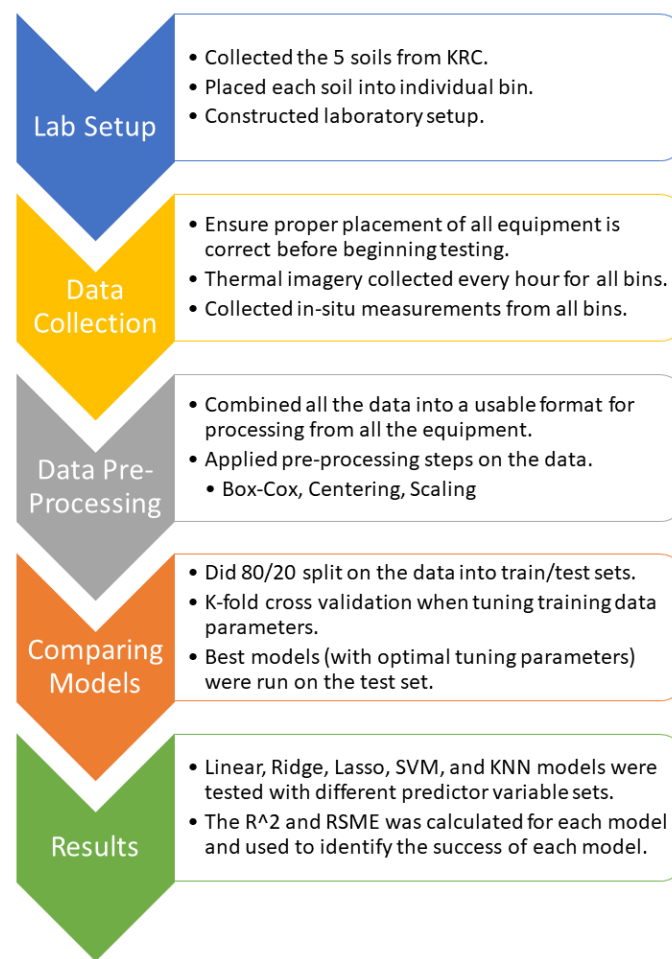 Lab Setup
• Collected the 5 soils from KRC.
• Placed each soil into individual bin.
• Constructed laboratory setup.
Data
Collection
• Ensure proper placement of all equipment is
correct before beginning testing.
• Thermal imagery collected every hour for all bins.
• Collected in-situ measurements from all bins.
Data Pre-
Processing
• Combined all the data into a usable format for
processing from all the equipment.
• Applied pre-processing steps on the data.
• Box-Cox, Centering, Scaling
Comparing
Models
• Did 80/20 split on the data into train/test sets.
• K-fold cross validation when tuning training data
parameters.
• Best models (with optimal tuning parameters)
were run on the test set.
Results
• Linear, Ridge, Lasso, SVM, and KNN models were
tested with different predictor variable sets.
• The R^2 and RSME was calculated for each model
and used to identify the success of each model.